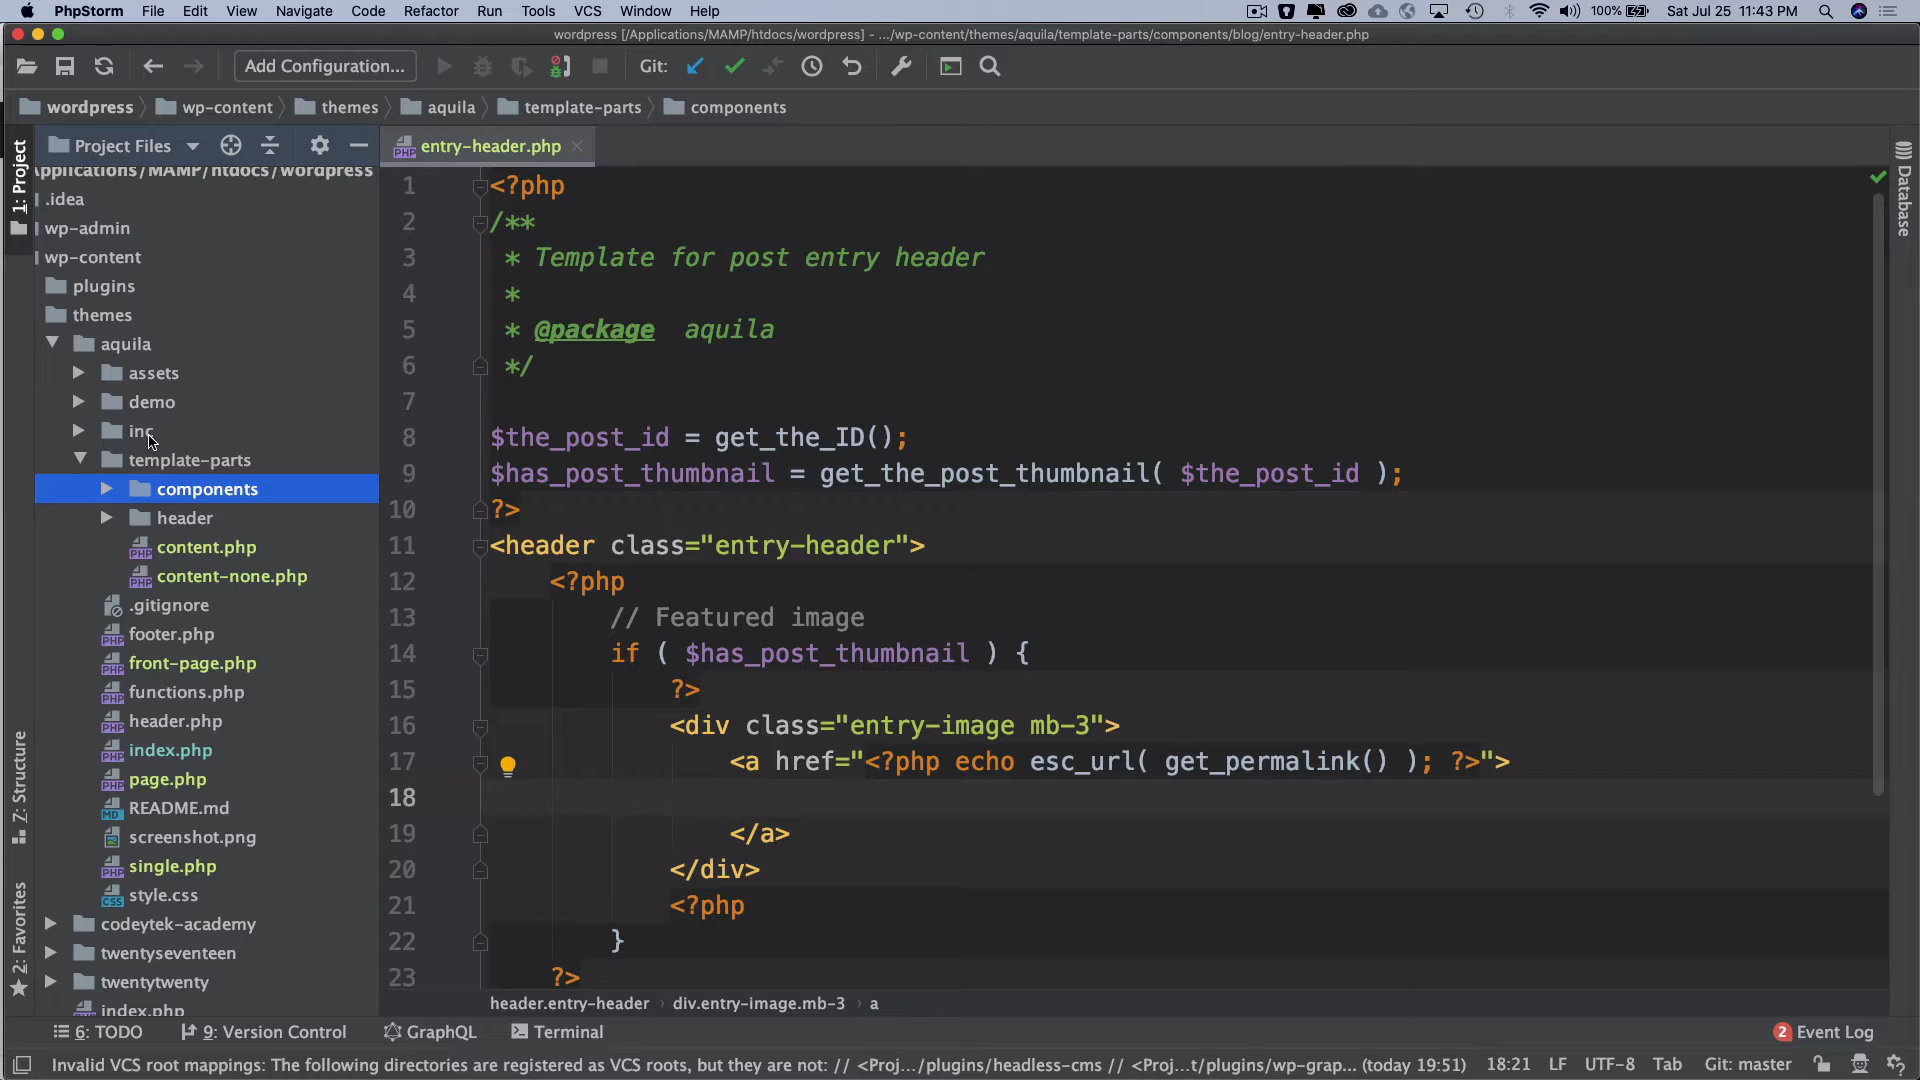 PhpStorm File Edit View Navigate Code Refactor Run Tools VCS Window Help 100% Sat Jul 25 11:43 PM
wordpress [/Applications/MAMP/htdocs/wordpress] - .../wp-content/themes/aquila/template-parts/components/blog/entry-header.php
Add Configuration... Git:
wordpress wp-content themes aquila template-parts components
1: Project
Project Files
entry-header.php
Database
/Applications/MAMP/htdocs/wordpress
.idea
wp-admin
wp-content
plugins
themes
aquila
assets
demo
inc
template-parts
components
header
content.php
content-none.php
.gitignore
footer.php
front-page.php
functions.php
header.php
index.php
page.php
README.md
screenshot.png
single.php
style.css
codeytek-academy
twentyseventeen
twentytwenty
index.php
Z: Structure
2: Favorites
1 <?php
2 /**
3 * Template for post entry header
4 *
5 * @package aquila
6 */
7
8 $the_post_id = get_the_ID();
9 $has_post_thumbnail = get_the_post_thumbnail( $the_post_id );
10 ?>
11 <header class="entry-header">
12 <?php
13 // Featured image
14 if ( $has_post_thumbnail ) {
15 ?>
16 <div class="entry-image mb-3">
17 <a href="<?php echo esc_url( get_permalink() ); ?>">
18
19 </a>
20 </div>
21 <?php
22 }
23 ?>
header.entry-header › div.entry-image.mb-3 › a
6: TODO 9: Version Control GraphQL Terminal 2 Event Log
Invalid VCS root mappings: The following directories are registered as VCS roots, but they are not: // <Proj.../plugins/headless-cms // <Proj...t/plugins/wp-grap... (today 19:51) 18:21 LF UTF-8 Tab Git: master